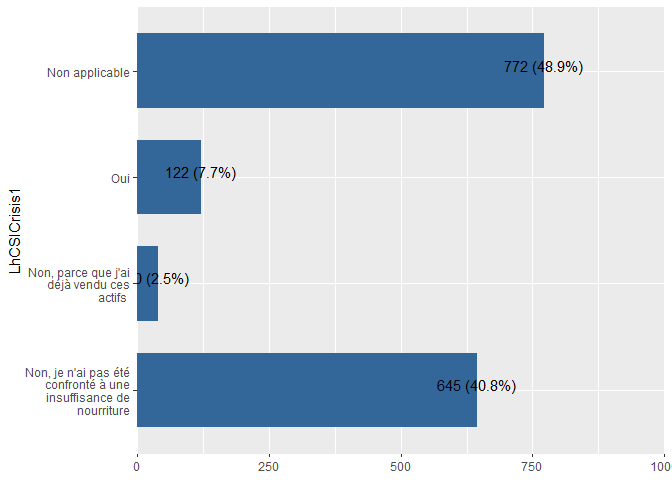 LhCSICrisis1
Non applicable
772 (48.9%)
Oui
122 (7.7%)
Non, parce que j'ai
déjà vendu ces
actifs
0 (2.5%)
Non, je n'ai pas été
confronté à une
insuffisance de
nourriture
645 (40.8%)
0
250
500
750
100